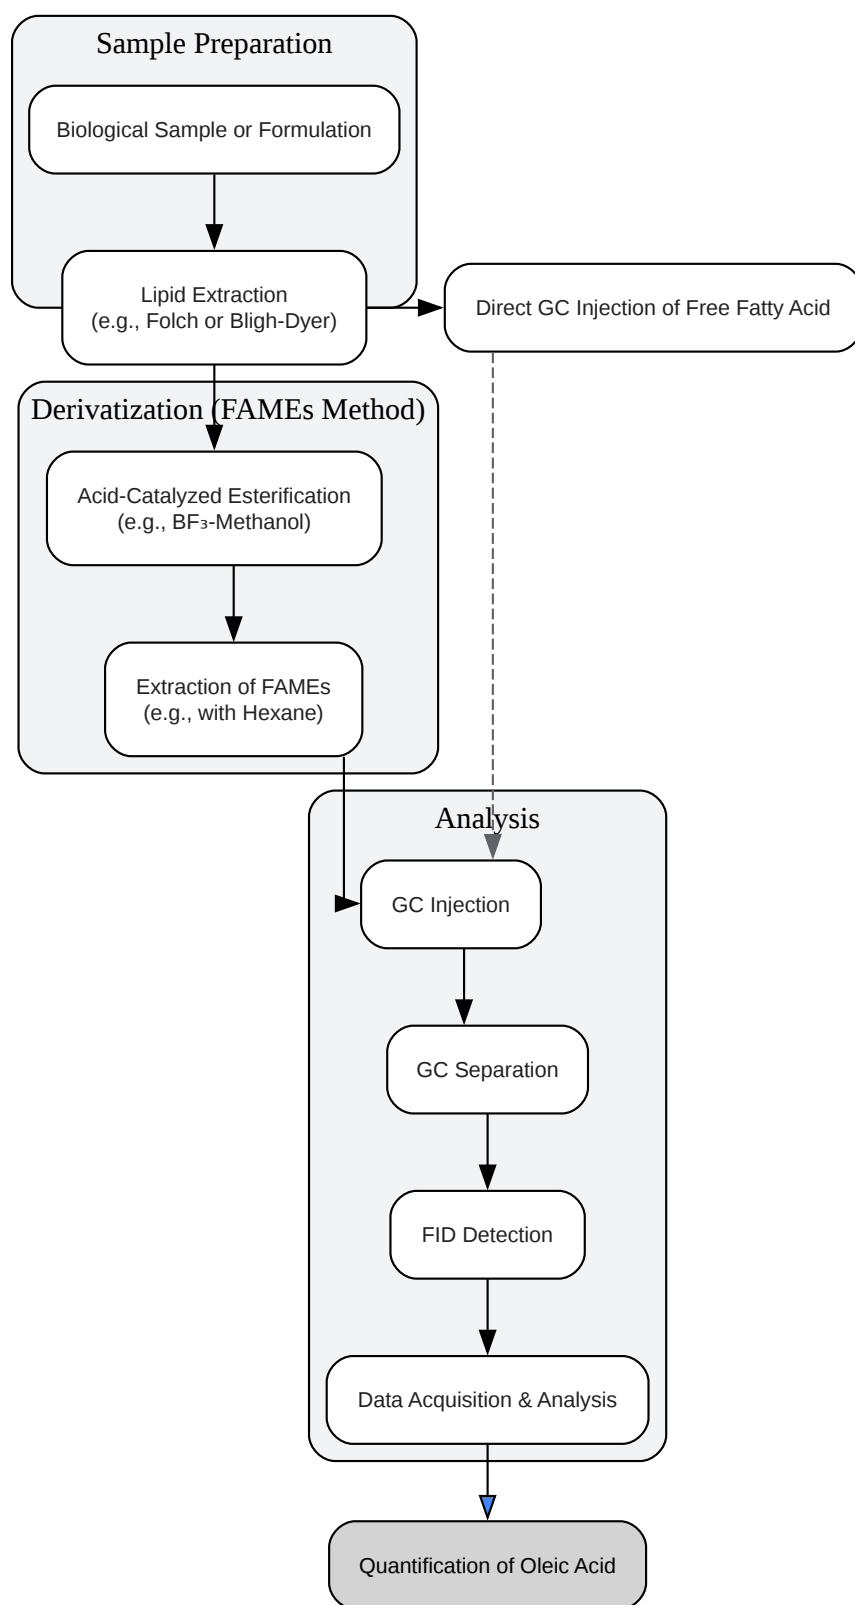 Sample Preparation
Biological Sample or Formulation
Lipid Extraction
(e.g., Folch or Bligh-Dyer)
Direct GC Injection of Free Fatty Acid
Derivatization (FAMEs Method)
Acid-Catalyzed Esterification
(e.g., BF₃-Methanol)
Extraction of FAMEs
(e.g., with Hexane)
Analysis
GC Injection
GC Separation
FID Detection
Data Acquisition & Analysis
Quantification of Oleic Acid